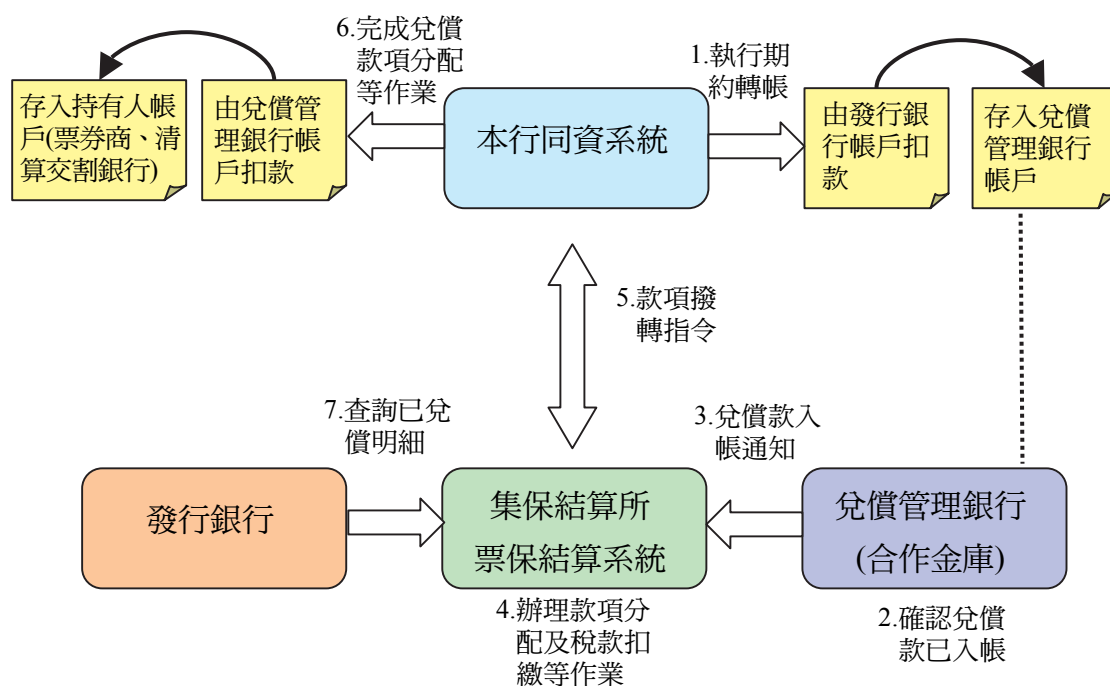 6.完成兌償
款項分配
等作業
1.執行期
約轉帳
存入持有人帳
戶(票券商、清
算交割銀行)
由兌償管
理銀行帳
戶扣款
本行同資系統
由發行銀
行帳戶扣
款
存入兌償
管理銀行
帳戶
5.款項撥
轉指令
7.查詢已兌
償明細
3.兌償款入
帳通知
發行銀行
集保結算所
票保結算系統
兌償管理銀行
(合作金庫)
4.辦理款項分
配及稅款扣
繳等作業
2.確認兌償
款已入帳